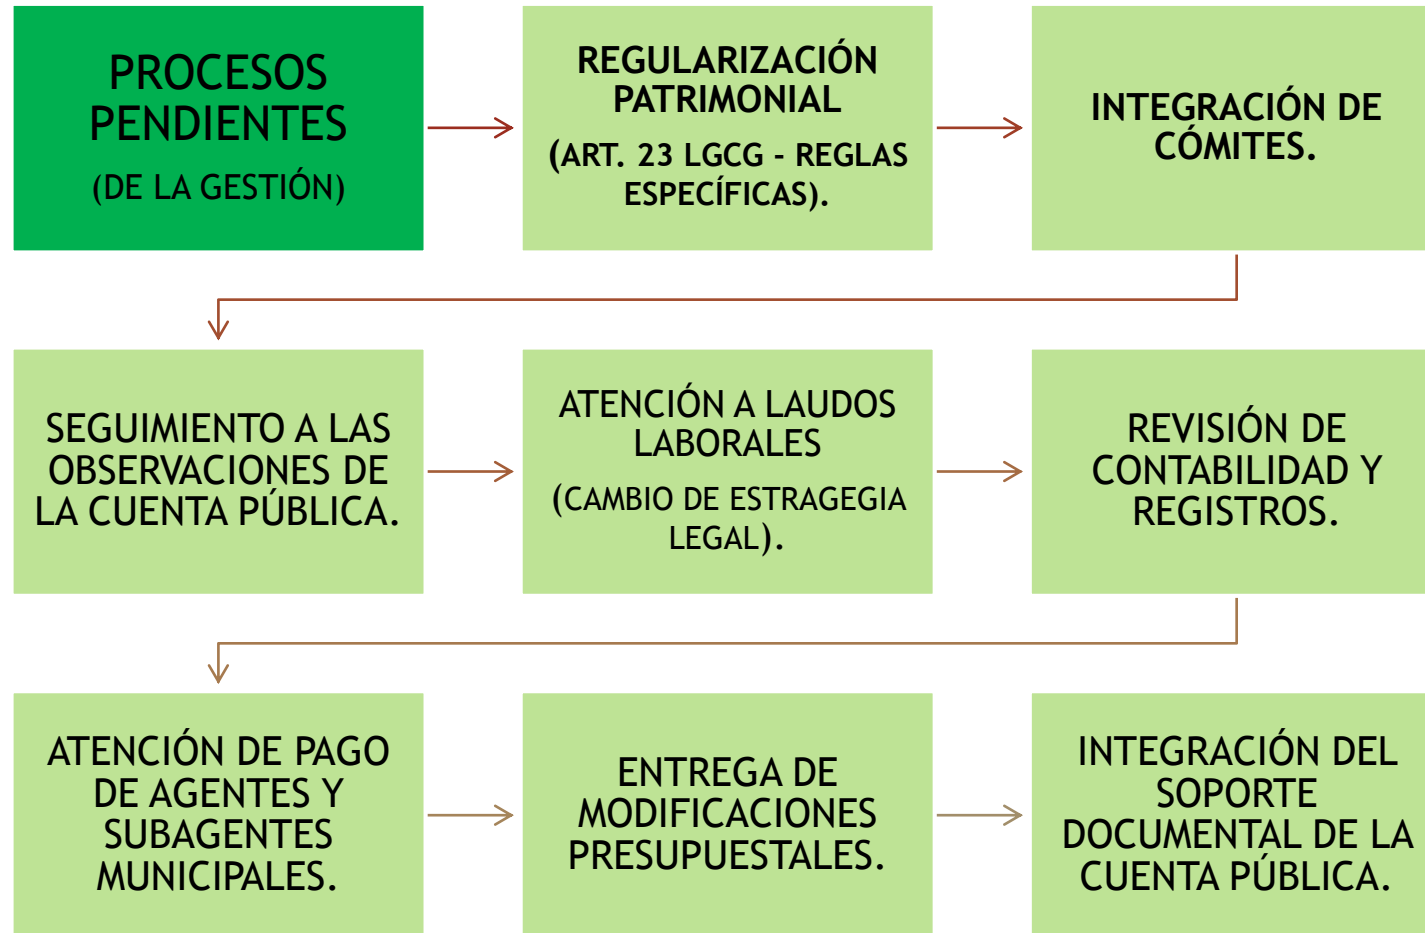 PROCESOS
PENDIENTES
(DE LA GESTIÓN)
REGULARIZACIÓN
PATRIMONIAL
(ART. 23 LGCG - REGLAS
ESPECÍFICAS).
INTEGRACIÓN DE
CÓMITES.
SEGUIMIENTO A LAS
OBSERVACIONES DE
LA CUENTA PÚBLICA.
ATENCIÓN A LAUDOS
LABORALES
(CAMBIO DE ESTRAGEGIA
LEGAL).
REVISIÓN DE
CONTABILIDAD Y
REGISTROS.
ATENCIÓN DE PAGO
DE AGENTES Y
SUBAGENTES
MUNICIPALES.
ENTREGA DE
MODIFICACIONES
PRESUPUESTALES.
INTEGRACIÓN DEL
SOPORTE
DOCUMENTAL DE LA
CUENTA PÚBLICA.